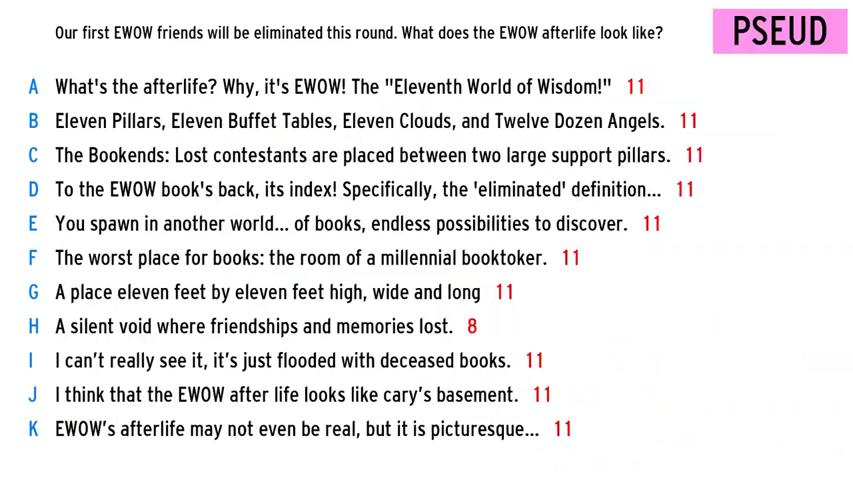 Our first EWOW friends will be eliminated this round. What does the EWOW afterlife look like?
PSEUD
A What's the afterlife? Why, it's EWOW! The "Eleventh World of Wisdom!" 11
B Eleven Pillars, Eleven Buffet Tables, Eleven Clouds, and Twelve Dozen Angels. 11
C The Bookends: Lost contestants are placed between two large support pillars. 11
D To the EWOW book's back, its index! Specifically, the 'eliminated' definition... 11
E You spawn in another world... of books, endless possibilities to discover. 11
F The worst place for books: the room of a millennial booktoker. 11
G A place eleven feet by eleven feet high, wide and long 11
H A silent void where friendships and memories lost. 8
I I can’t really see it, it’s just flooded with deceased books. 11
J I think that the EWOW after life looks like cary’s basement. 11
K EWOW’s afterlife may not even be real, but it is picturesque... 11